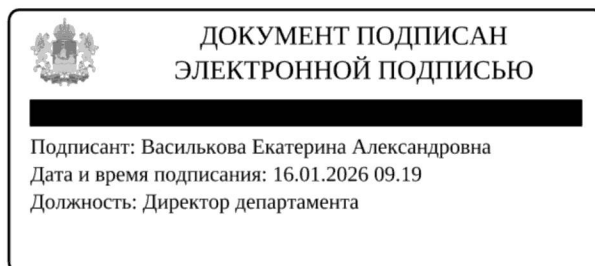 ДОКУМЕНТ ПОДПИСАН
ЭЛЕКТРОННОЙ ПОДПИСЬЮ
Подписант: Василькова Екатерина Александровна
Дата и время подписания: 16.01.2026 09.19
Должность: Директор департамента